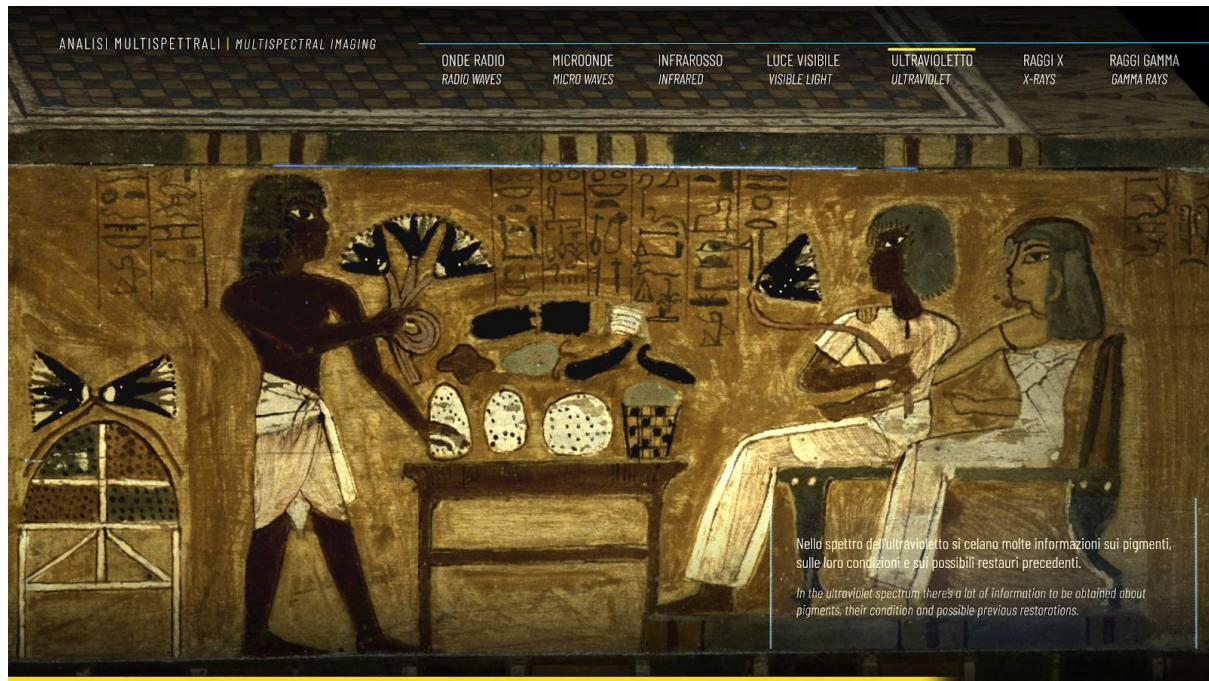 ANALISI MULTISPETTRALI | MULTISPECTRAL IMAGING
ONDE RADIO
RADIO WAVES
MICROONDE
MICRO WAVES
INFRAROSSO
INFRARED
LUCE VISIBILE
VISIBLE LIGHT
ULTRAVIOLETTO
ULTRAVIOLET
RAGGI X
X-RAYS
RAGGI GAMMA
GAMMA RAYS
Nello spettro dell'ultravioletto si celano molte informazioni sui pigmenti,
sulle loro condizioni e sui possibili restauri precedenti.
In the ultraviolet spectrum there's a lot of information to be obtained about
pigments, their condition and possible previous restorations.